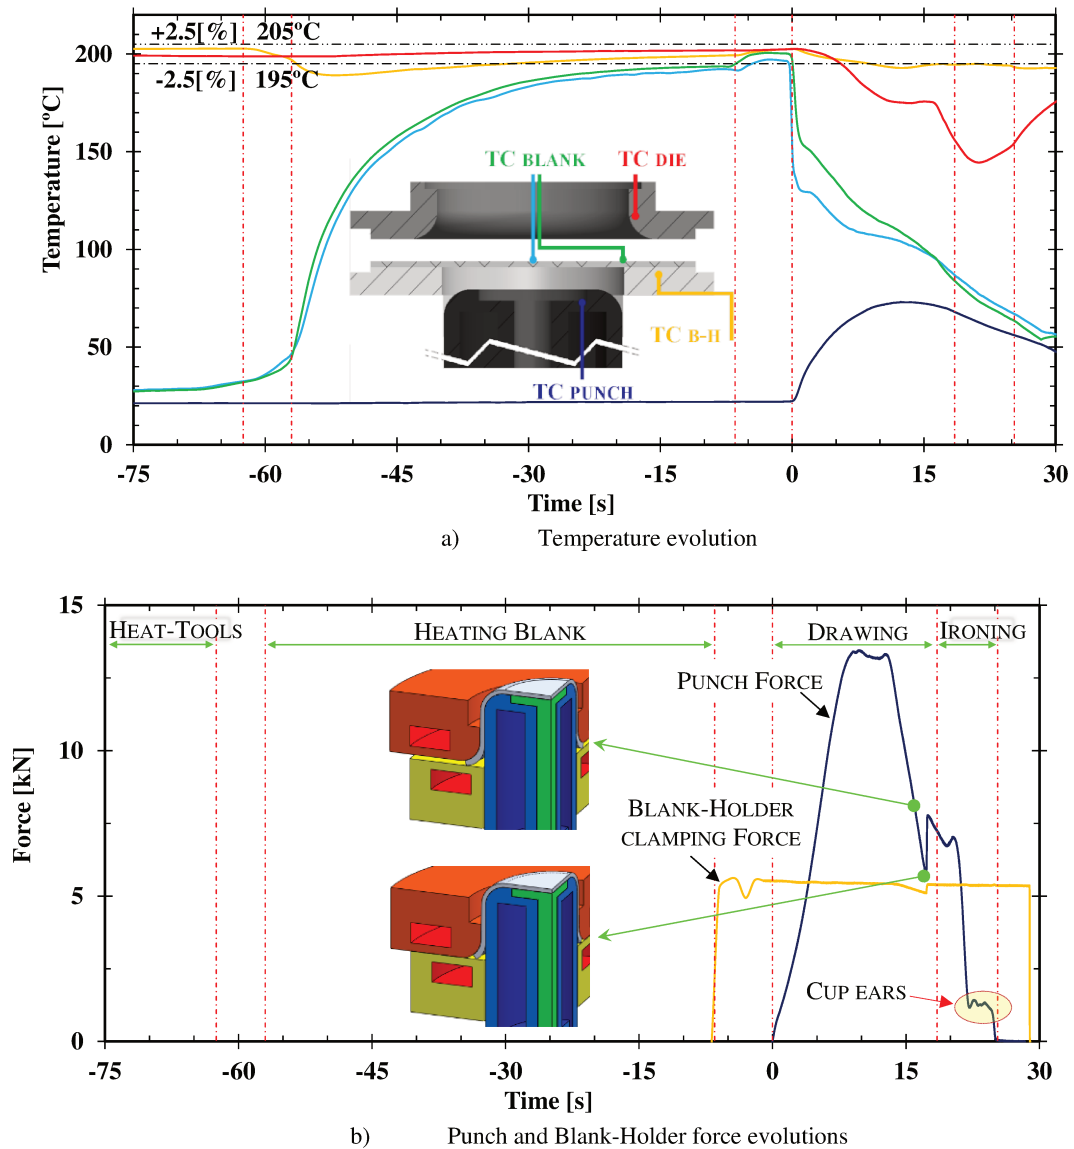 +2.5[%] 205ºC
200
-2.5[%] 195ºC
150
100
50
0
Temperature [ºC]
TC BLANK
TC DIE
TC B-H
TC PUNCH
-75 -60 -45 -30 -15 0 15 30
Time [s]
a) Temperature evolution
15
10
5
0
Force [kN]
HEAT-TOOLS
HEATING BLANK
DRAWING
IRONING
PUNCH FORCE
BLANK-HOLDER
CLAMPING FORCE
CUP EARS
-75 -60 -45 -30 -15 0 15 30
Time [s]
b) Punch and Blank-Holder force evolutions